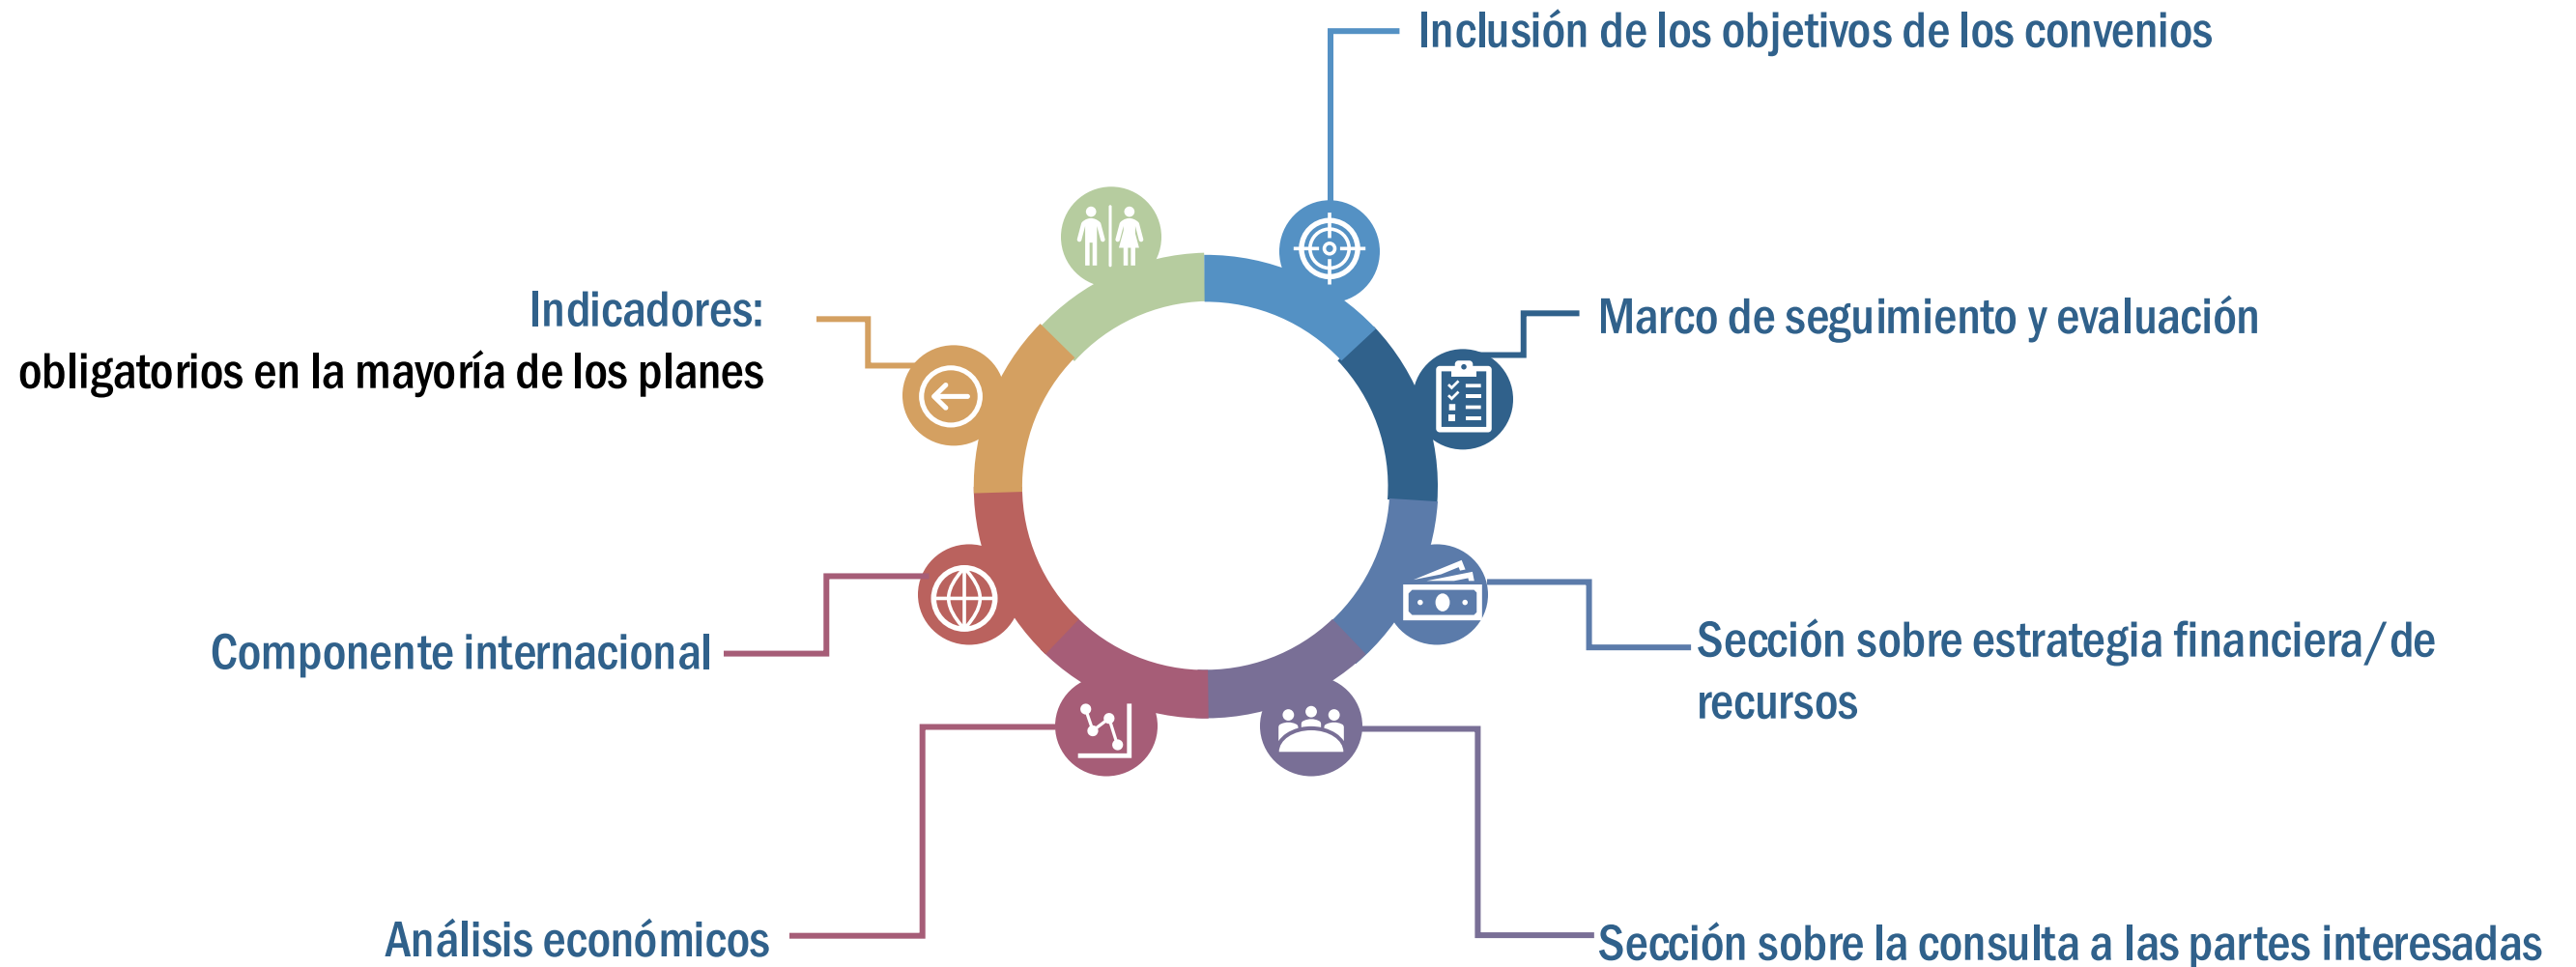 Inclusión de los objetivos de los convenios
Indicadores:
obligatorios en la mayoría de los planes
Marco de seguimiento y evaluación
Componente internacional
Sección sobre estrategia financiera/de
recursos
Análisis económicos
Sección sobre la consulta a las partes interesadas